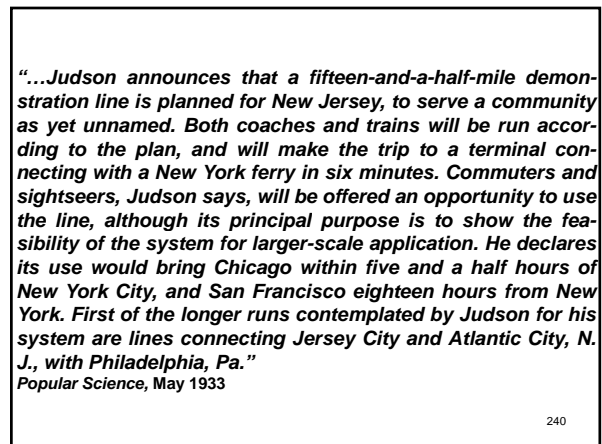 “…Judson announces that a fifteen-and-a-half-mile demon-
stration line is planned for New Jersey, to serve a community
as yet unnamed. Both coaches and trains will be run accor-
ding to the plan, and will make the trip to a terminal con-
necting with a New York ferry in six minutes. Commuters and
sightseers, Judson says, will be offered an opportunity to use
the line, although its principal purpose is to show the fea-
sibility of the system for larger-scale application. He declares
its use would bring Chicago within five and a half hours of
New York City, and San Francisco eighteen hours from New
York. First of the longer runs contemplated by Judson for his
system are lines connecting Jersey City and Atlantic City, N.
J., with Philadelphia, Pa.”
Popular Science, May 1933
240